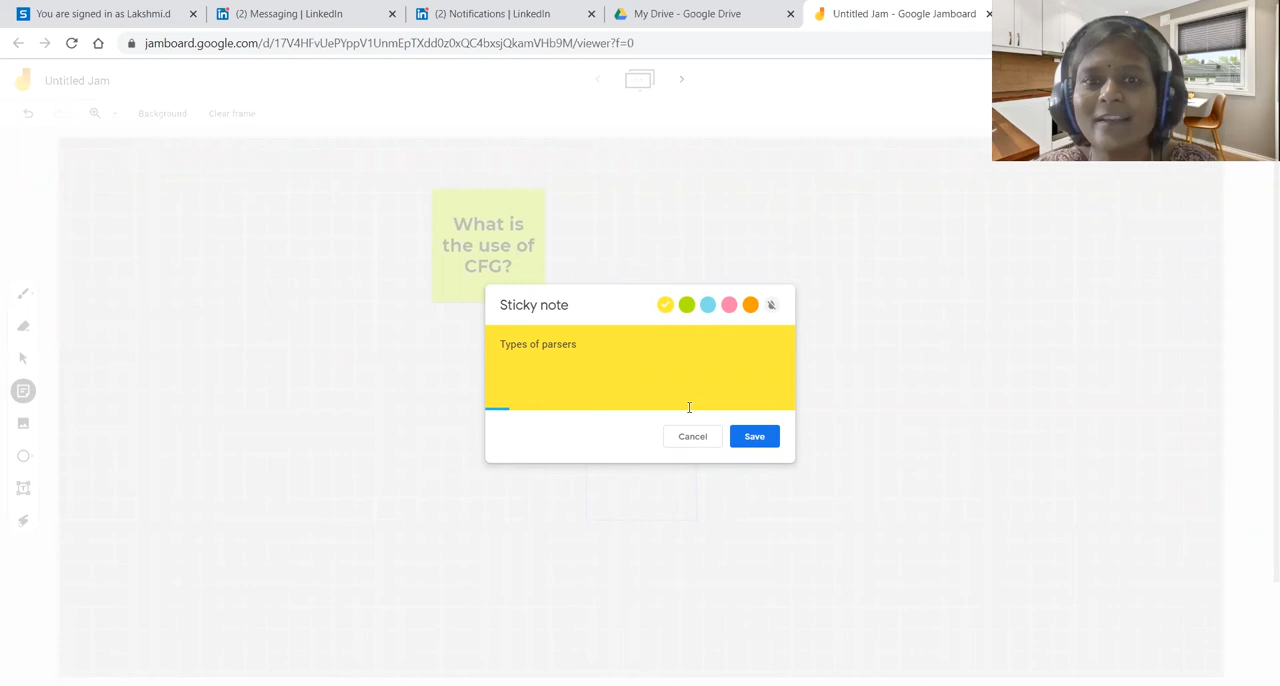 You are signed in as Lakshmi.d
(2) Messaging | LinkedIn
(2) Notifications | LinkedIn
My Drive - Google Drive
Untitled Jam - Google Jamboard
jamboard.google.com/d/17V4HFvUePYppV1UnmEpTXdd0z0xQC4bxsjQkamVHb9M/viewer?f=0
Untitled Jam
Background
Clear frame
What is
the use of
CFG?
Sticky note
Types of parsers
Cancel
Save